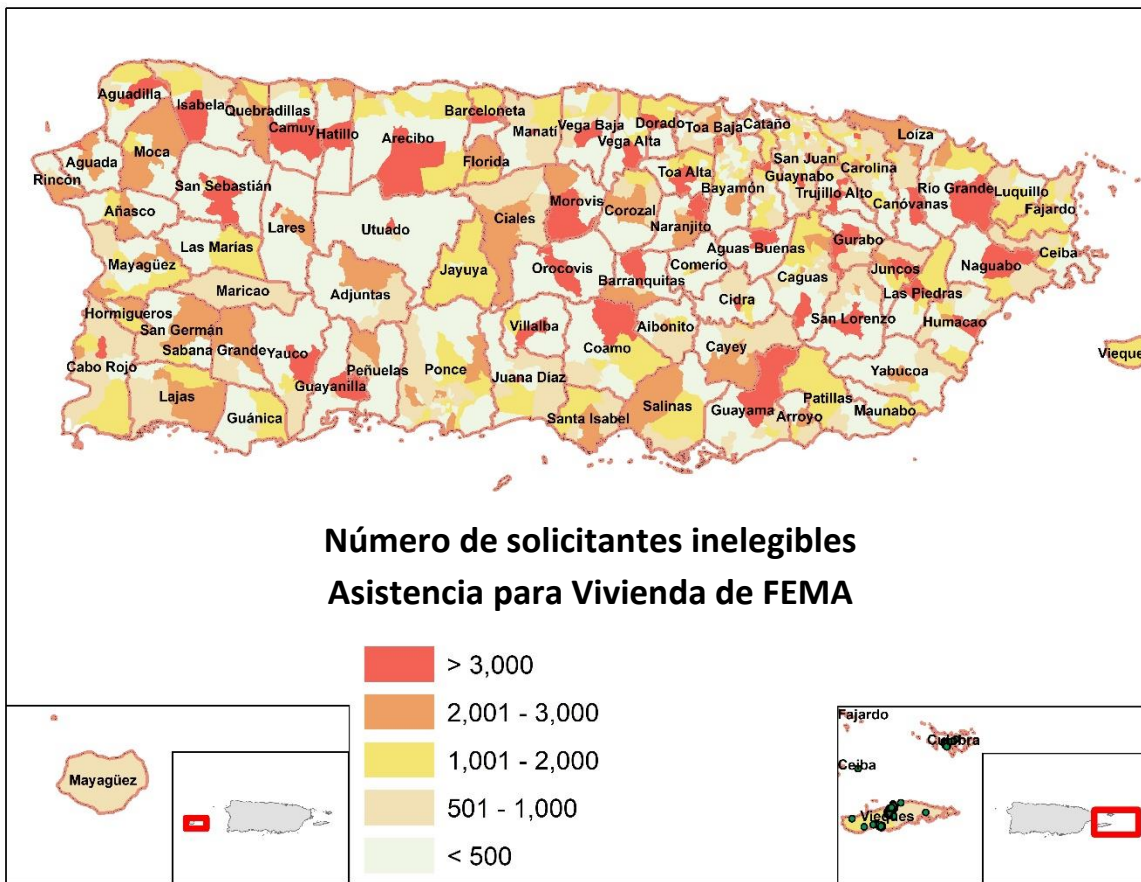 Aguadilla
Isabela
Quebradillas
Camuy
Hatillo
Arecibo
Barceloneta
Manatí
Vega Baja
Vega Alta
Dorado
Toa Baja
Cataño
Loíza
Aguada
Rincón
Moca
San Sebastián
Florida
Toa Alta
Bayamón
San Juan
Guaynabo
Carolina
Trujillo Alto
Canóvanas
Río Grande
Luquillo
Fajardo
Añasco
Lares
Utuado
Ciales
Morovis
Corozal
Naranjito
Las Marías
Mayagüez
Jayuya
Orocovis
Barranquitas
Comerío
Aguas Buenas
Gurabo
Caguas
Juncos
Naguabo
Ceiba
Maricao
Adjuntas
Cidra
Las Piedras
Hormigueros
San Germán
Sabana Grande
Yauco
Villalba
Aibonito
San Lorenzo
Humacao
Vieques
Cabo Rojo
Lajas
Guánica
Guayanilla
Peñuelas
Ponce
Juana Díaz
Coamo
Cayey
Yabucoa
Santa Isabel
Salinas
Guayama
Arroyo
Patillas
Maunabo
Número de solicitantes inelegibles
Asistencia para Vivienda de FEMA
> 3,000
2,001 - 3,000
1,001 - 2,000
501 - 1,000
< 500
Mayagüez
Fajardo
Culebra
Ceiba
Vieques